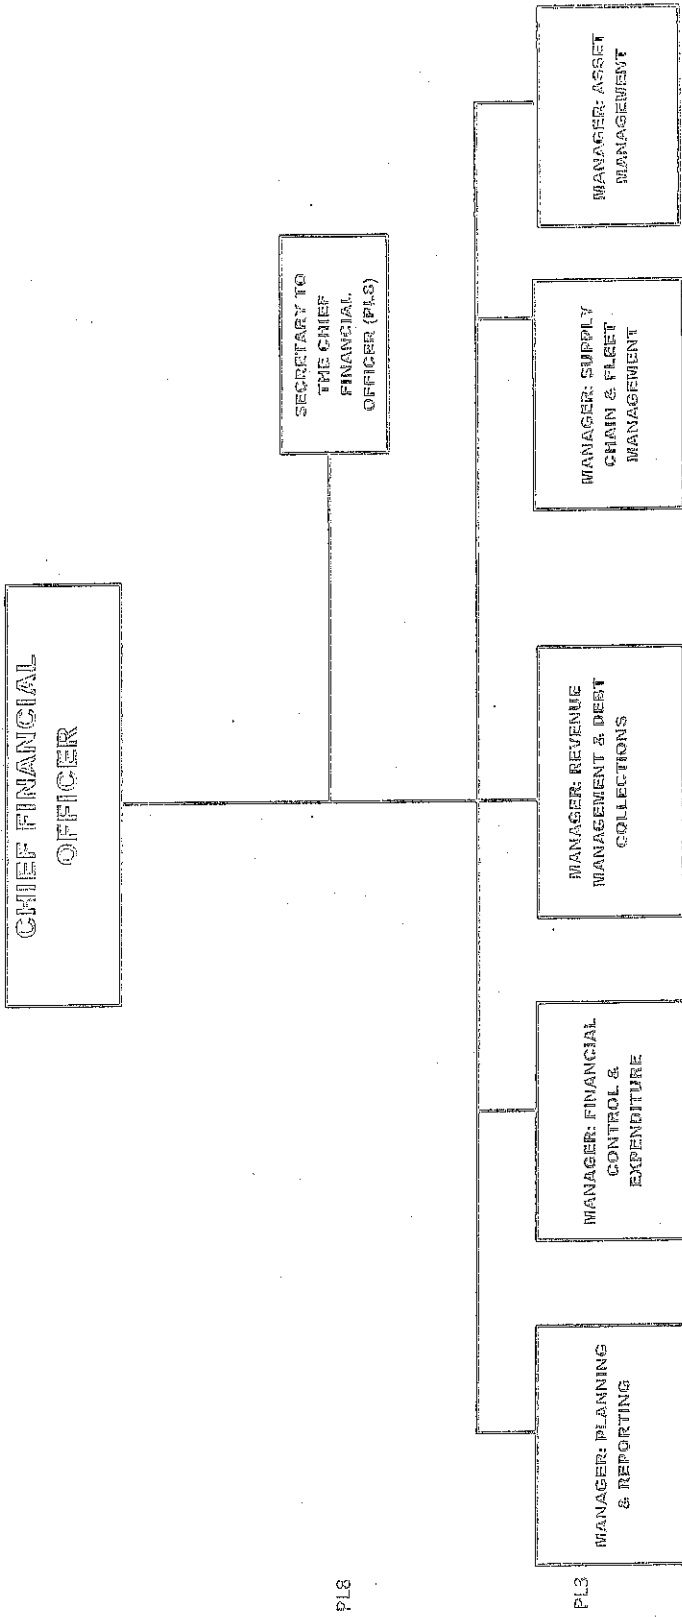 CHIEF FINANCIAL
OFFICER
PL8
SECRETARY TO
THE CHIEF
FINANCIAL
OFFICER (PL8)
PL3
MANAGER: PLANNING
& REPORTING
MANAGER: FINANCIAL
CONTROL &
EXPENDITURE
MANAGER: REVENUE
MANAGEMENT & DEBT
COLLECTIONS
MANAGER: SUPPLY
CHAIN & FLEET
MANAGEMENT
MANAGER: ASSET
MANAGEMENT